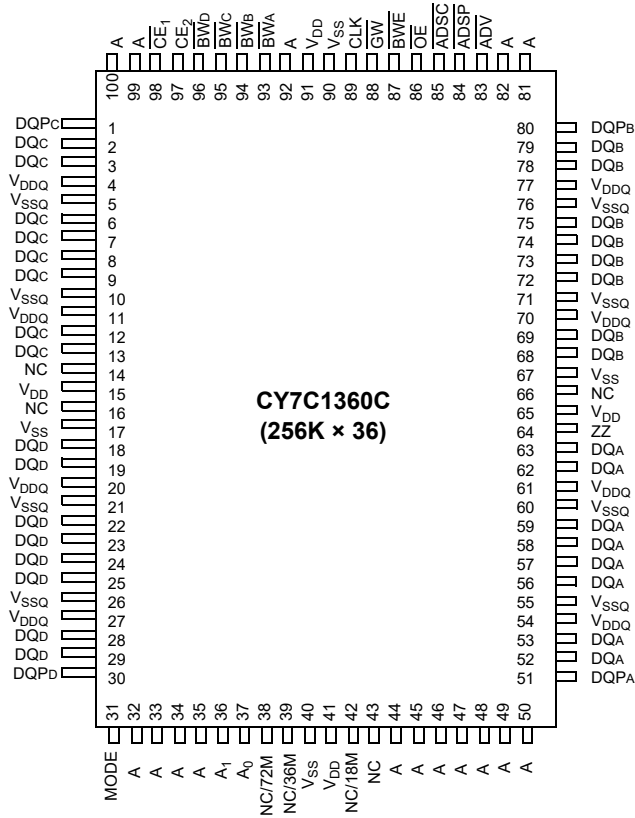 A
A
CE1
CE2
BWD
BWC
BWB
BWA
A
VDD
VSS
CLK
GW
BWE
OE
ADSC
ADSP
ADV
A
A
100
99
98
97
96
95
94
93
92
91
90
89
88
87
86
85
84
83
82
81
DQPC 1
DQC 2
DQC 3
VDDQ 4
VSSQ 5
DQC 6
DQC 7
DQC 8
DQC 9
VSSQ 10
VDDQ 11
DQC 12
DQC 13
NC 14
VDD 15
NC 16
VSS 17
DQD 18
DQD 19
VDDQ 20
VSSQ 21
DQD 22
DQD 23
DQD 24
DQD 25
VSSQ 26
VDDQ 27
DQD 28
DQD 29
DQPD 30
CY7C1360C
(256K × 36)
80 DQPB
79 DQB
78 DQB
77 VDDQ
76 VSSQ
75 DQB
74 DQB
73 DQB
72 DQB
71 VSSQ
70 VDDQ
69 DQB
68 DQB
67 VSS
66 NC
65 VDD
64 ZZ
63 DQA
62 DQA
61 VDDQ
60 VSSQ
59 DQA
58 DQA
57 DQA
56 DQA
55 VSSQ
54 VDDQ
53 DQA
52 DQA
51 DQPA
31
32
33
34
35
36
37
38
39
40
41
42
43
44
45
46
47
48
49
50
MODE
A
A
A
A
A1
A0
NC/72M
NC/36M
VSS
VDD
NC/18M
NC
A
A
A
A
A
A
A